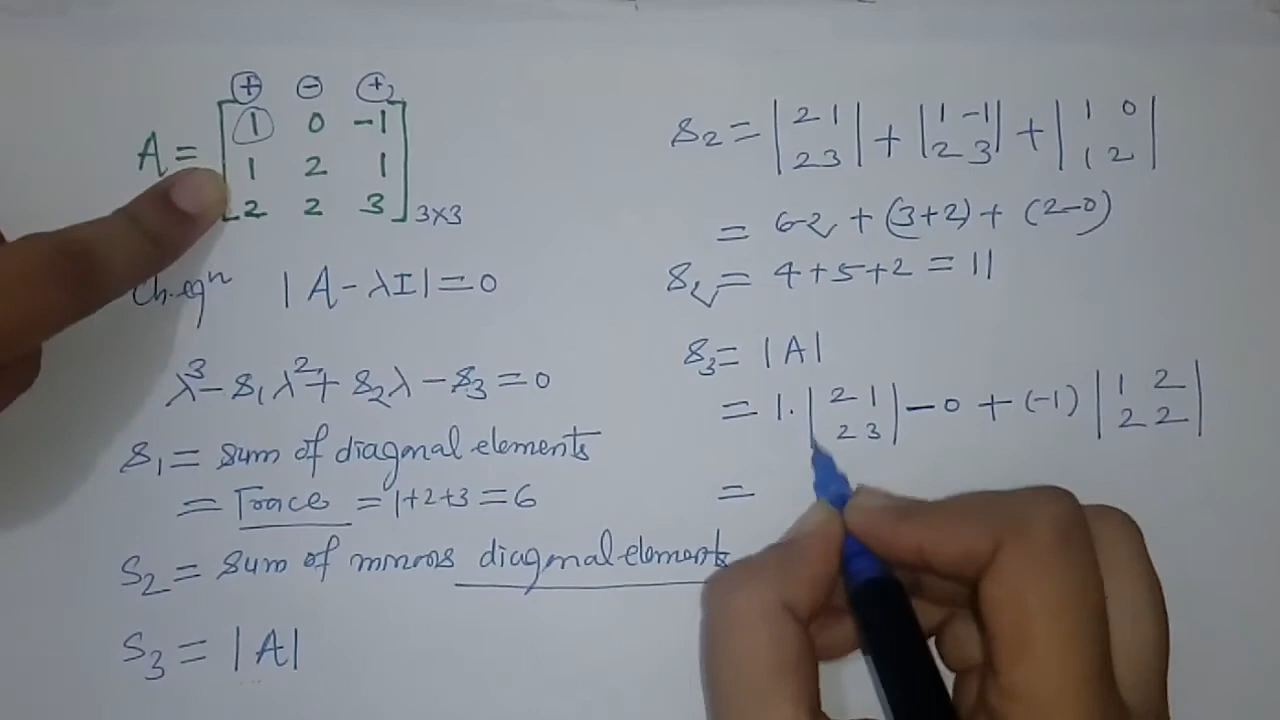 ⊕ ⊖ ⊕
A = [ 1 0 -1
1 2 1
2 2 3 ] 3×3
Ch.eqn |A - λI| = 0
λ³ - S₁λ² + S₂λ - S₃ = 0
S₁ = sum of diagonal elements
= Trace = 1+2+3 = 6
S₂ = sum of minors diagonal elements
S₃ = |A|
S₂ = |2 1| + |1 -1| + |1 0|
|2 3| |2 3| |1 2|
= 6-2 + (3+2) + (2-0)
S₂ = 4+5+2 = 11
S₃ = |A|
= 1. |2 1| - 0 + (-1) |1 2|
|2 3| |2 2|
=